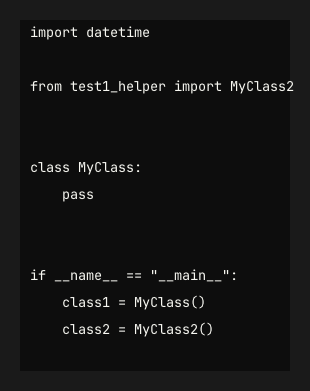 import datetime
from test1_helper import MyClass2
class MyClass:
    pass
if __name__ == "__main__":
    class1 = MyClass()
    class2 = MyClass2()